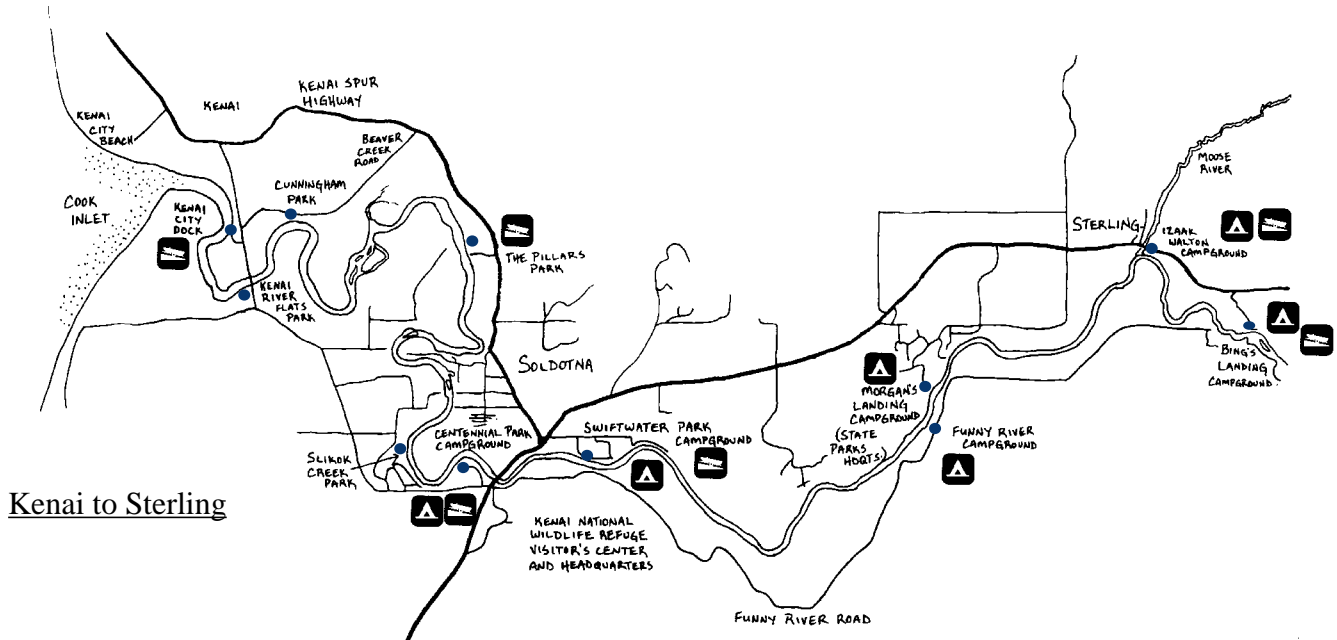 KENAI SPUR
HIGHWAY
KENAI
KENAI
CITY
BEACH
BEAVER
CREEK
ROAD
CUNNINGHAM
PARK
COOK
INLET
KENAI
CITY
DOCK
KENAI
RIVER
FLATS
PARK
THE PILLARS
PARK
SOLDOTNA
MOOSE
RIVER
STERLING
IZAAK
WALTON
CAMPGROUND
BING'S
LANDING
CAMPGROUND
MORGAN'S
LANDING
CAMPGROUND
(STATE
PARKS
HDQTS)
FUNNY RIVER
CAMPGROUND
SWIFTWATER PARK
CAMPGROUND
CENTENNIAL PARK
CAMPGROUND
SLIKOK
CREEK
PARK
Kenai to Sterling
KENAI NATIONAL
WILDLIFE REFUGE
VISITOR'S CENTER
AND HEADQUARTERS
FUNNY RIVER ROAD